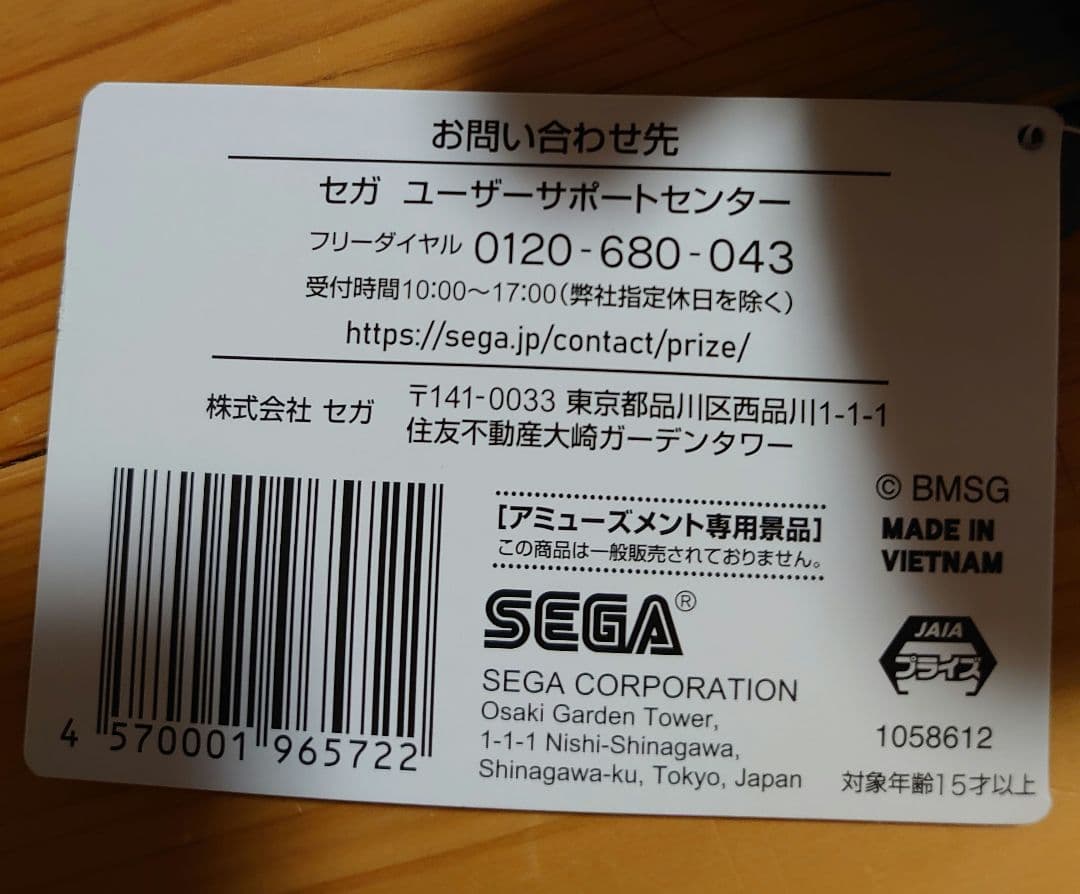 お問い合わせ先
セガ ユーザーサポートセンター
フリーダイヤル 0120-680-043
受付時間10:00～17:00(弊社指定休日を除く)
https://sega.jp/contact/prize/
株式会社 セガ 〒141-0033 東京都品川区西品川1-1-1
住友不動産大崎ガーデンタワー
© BMSG
MADE IN
VIETNAM
[アミューズメント専用景品]
この商品は一般販売されておりません。
SEGA®
SEGA CORPORATION
Osaki Garden Tower,
1-1-1 Nishi-Shinagawa,
Shinagawa-ku, Tokyo, Japan
JAIA
プライズ
1058612
対象年齢15才以上
4 570001 965722